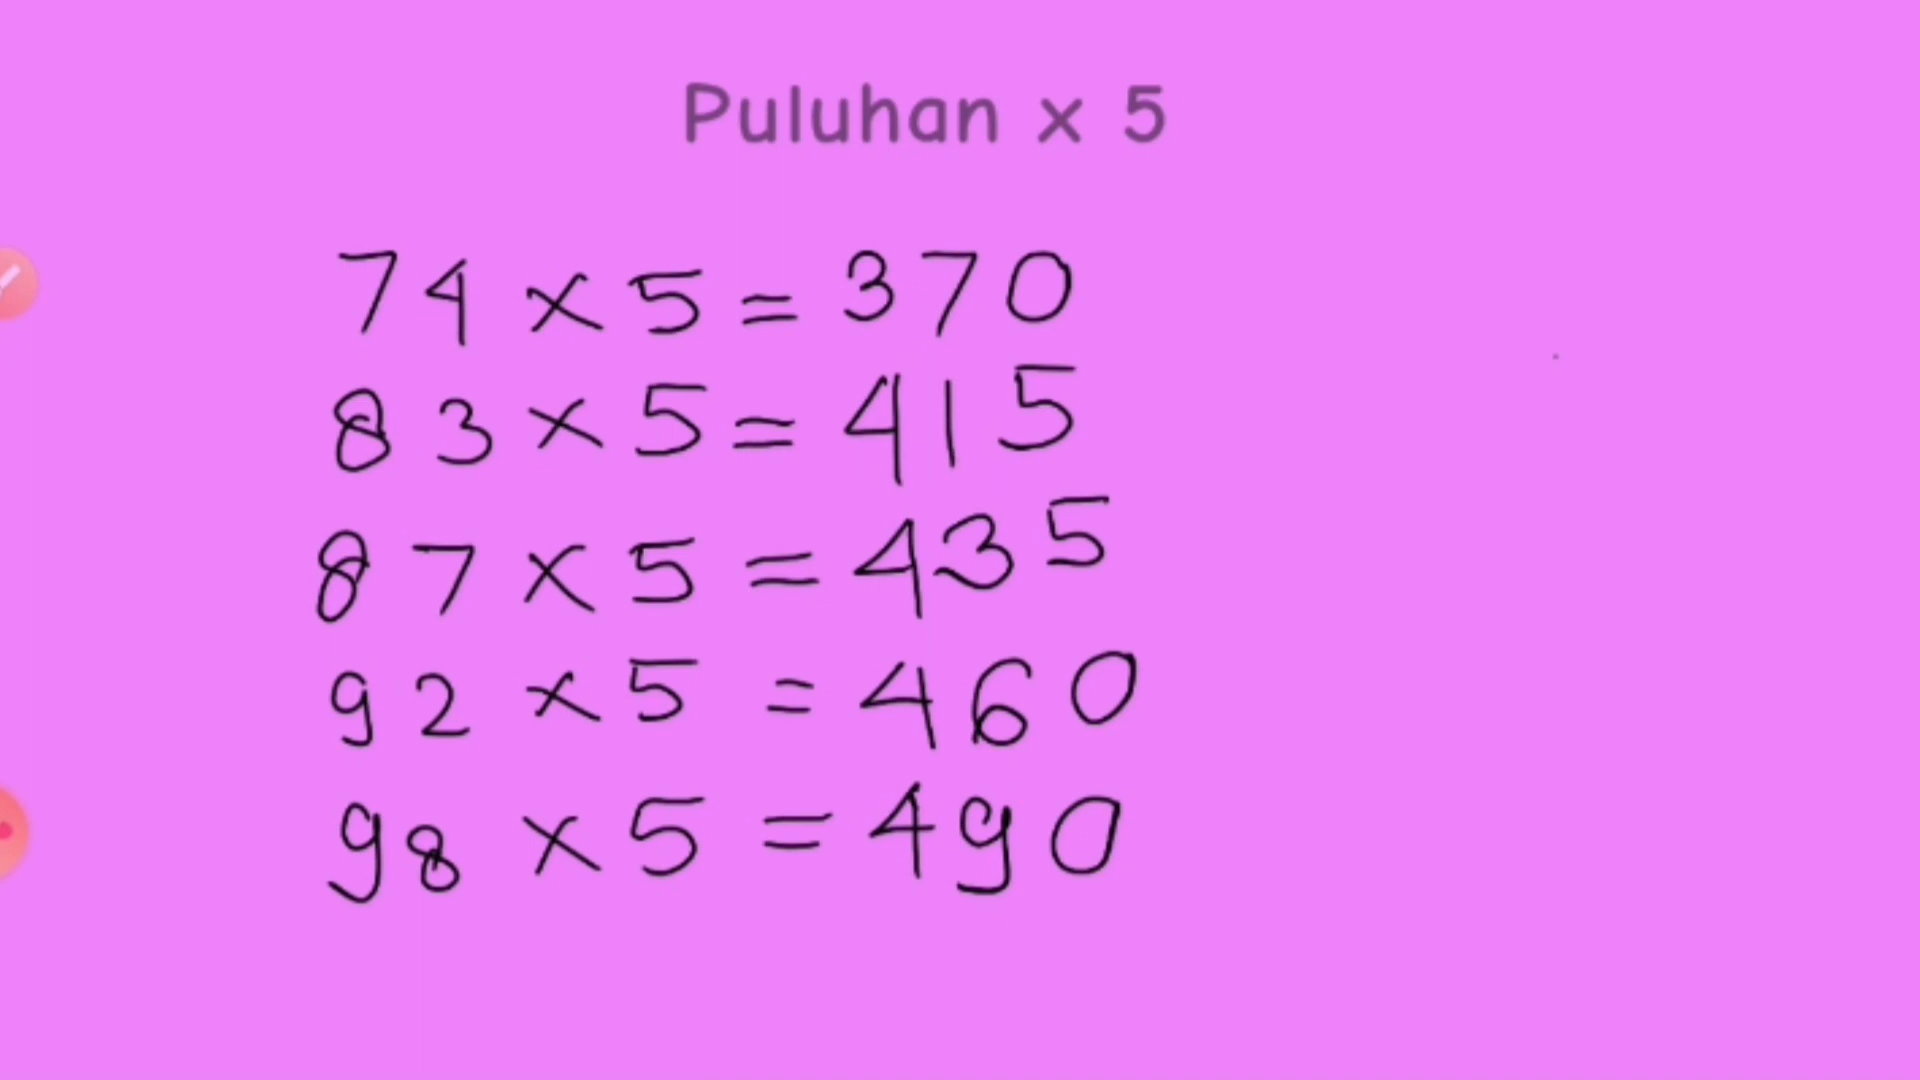 Puluhan x 5
74 x 5 = 370
83 x 5 = 415
87 x 5 = 435
92 x 5 = 460
98 x 5 = 490